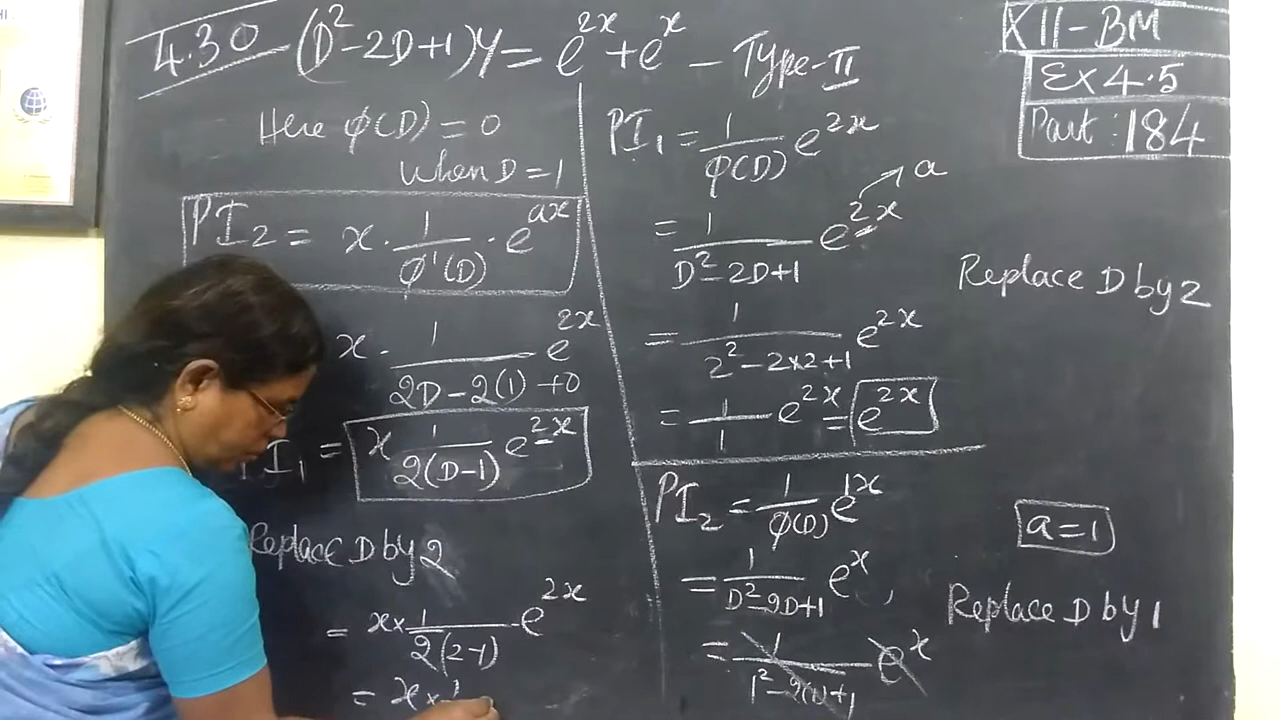 4.30 (D²-2D+1)Y = e^{2x} + e^x - Type-II
XII-BM
Ex 4.5
Part : 184
Here φ(D) = 0
When D = 1
PI₂ = x · 1/φ'(D) · e^{ax}
x · 1/(2D-2(1)+0) e^{2x}
I₁ = x 1/(2(D-1)) e^{2x}
Replace D by 2
= x × 1/(2(2-1)) e^{2x}
= x ×
PI₁ = 1/φ(D) e^{2x}
a
= 1/(D²-2D+1) e^{2x}
Replace D by 2
= 1/(2²-2×2+1) e^{2x}
= 1/1 e^{2x} = e^{2x}
PI₂ = 1/φ(D) e^{1x}
a=1
= 1/(D²-2D+1) e^x ,
Replace D by 1
= 1/(1²-2(1)+1) e^x